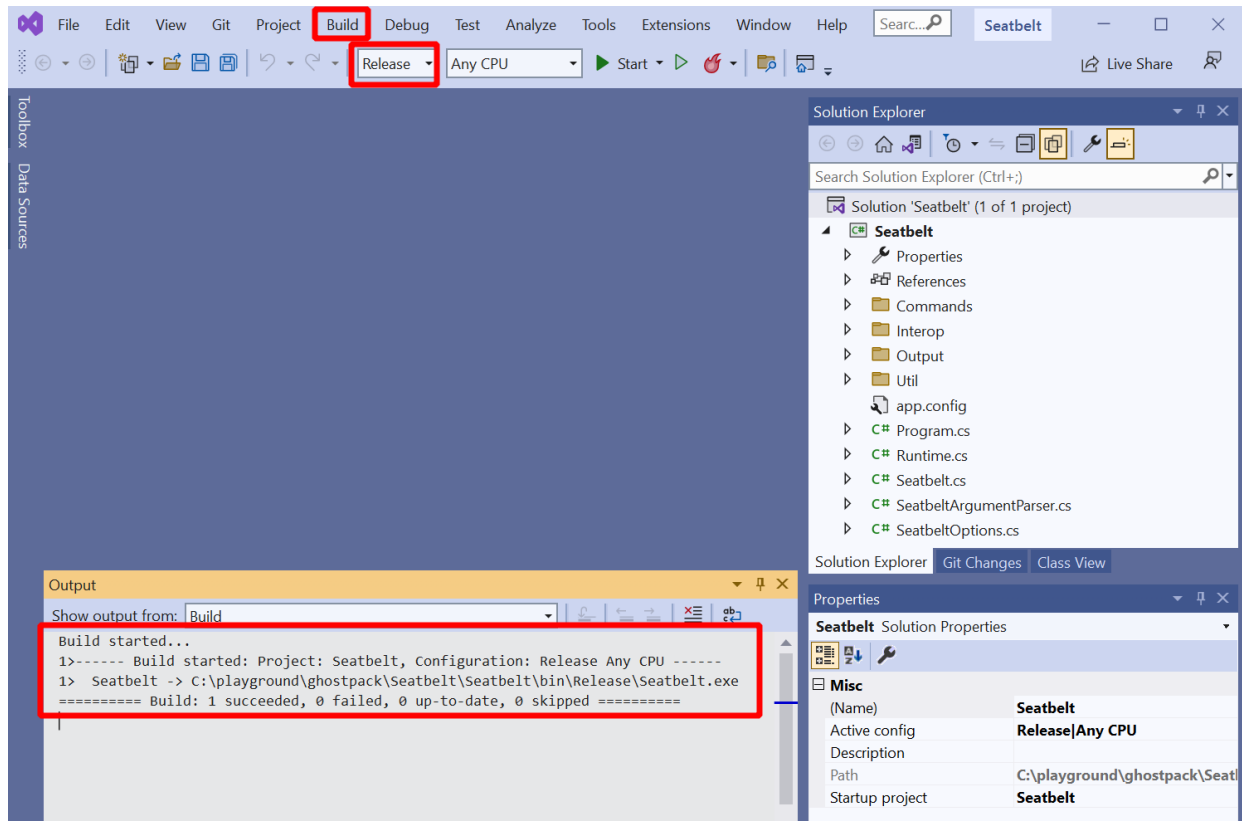 File Edit View Git Project Build Debug Test Analyze Tools Extensions Window Help Searc... Seatbelt
Release Any CPU Start Live Share
Toolbox
Data Sources
Solution Explorer
Search Solution Explorer (Ctrl+;)
Solution 'Seatbelt' (1 of 1 project)
C# Seatbelt
Properties
References
Commands
Interop
Output
Util
app.config
C# Program.cs
C# Runtime.cs
C# Seatbelt.cs
C# SeatbeltArgumentParser.cs
C# SeatbeltOptions.cs
Solution Explorer Git Changes Class View
Output
Show output from: Build
Build started...
1>------ Build started: Project: Seatbelt, Configuration: Release Any CPU ------
1>  Seatbelt -> C:\playground\ghostpack\Seatbelt\Seatbelt\bin\Release\Seatbelt.exe
========== Build: 1 succeeded, 0 failed, 0 up-to-date, 0 skipped ==========
Properties
Seatbelt Solution Properties
Misc
(Name) Seatbelt
Active config Release|Any CPU
Description
Path C:\playground\ghostpack\Seatl
Startup project Seatbelt